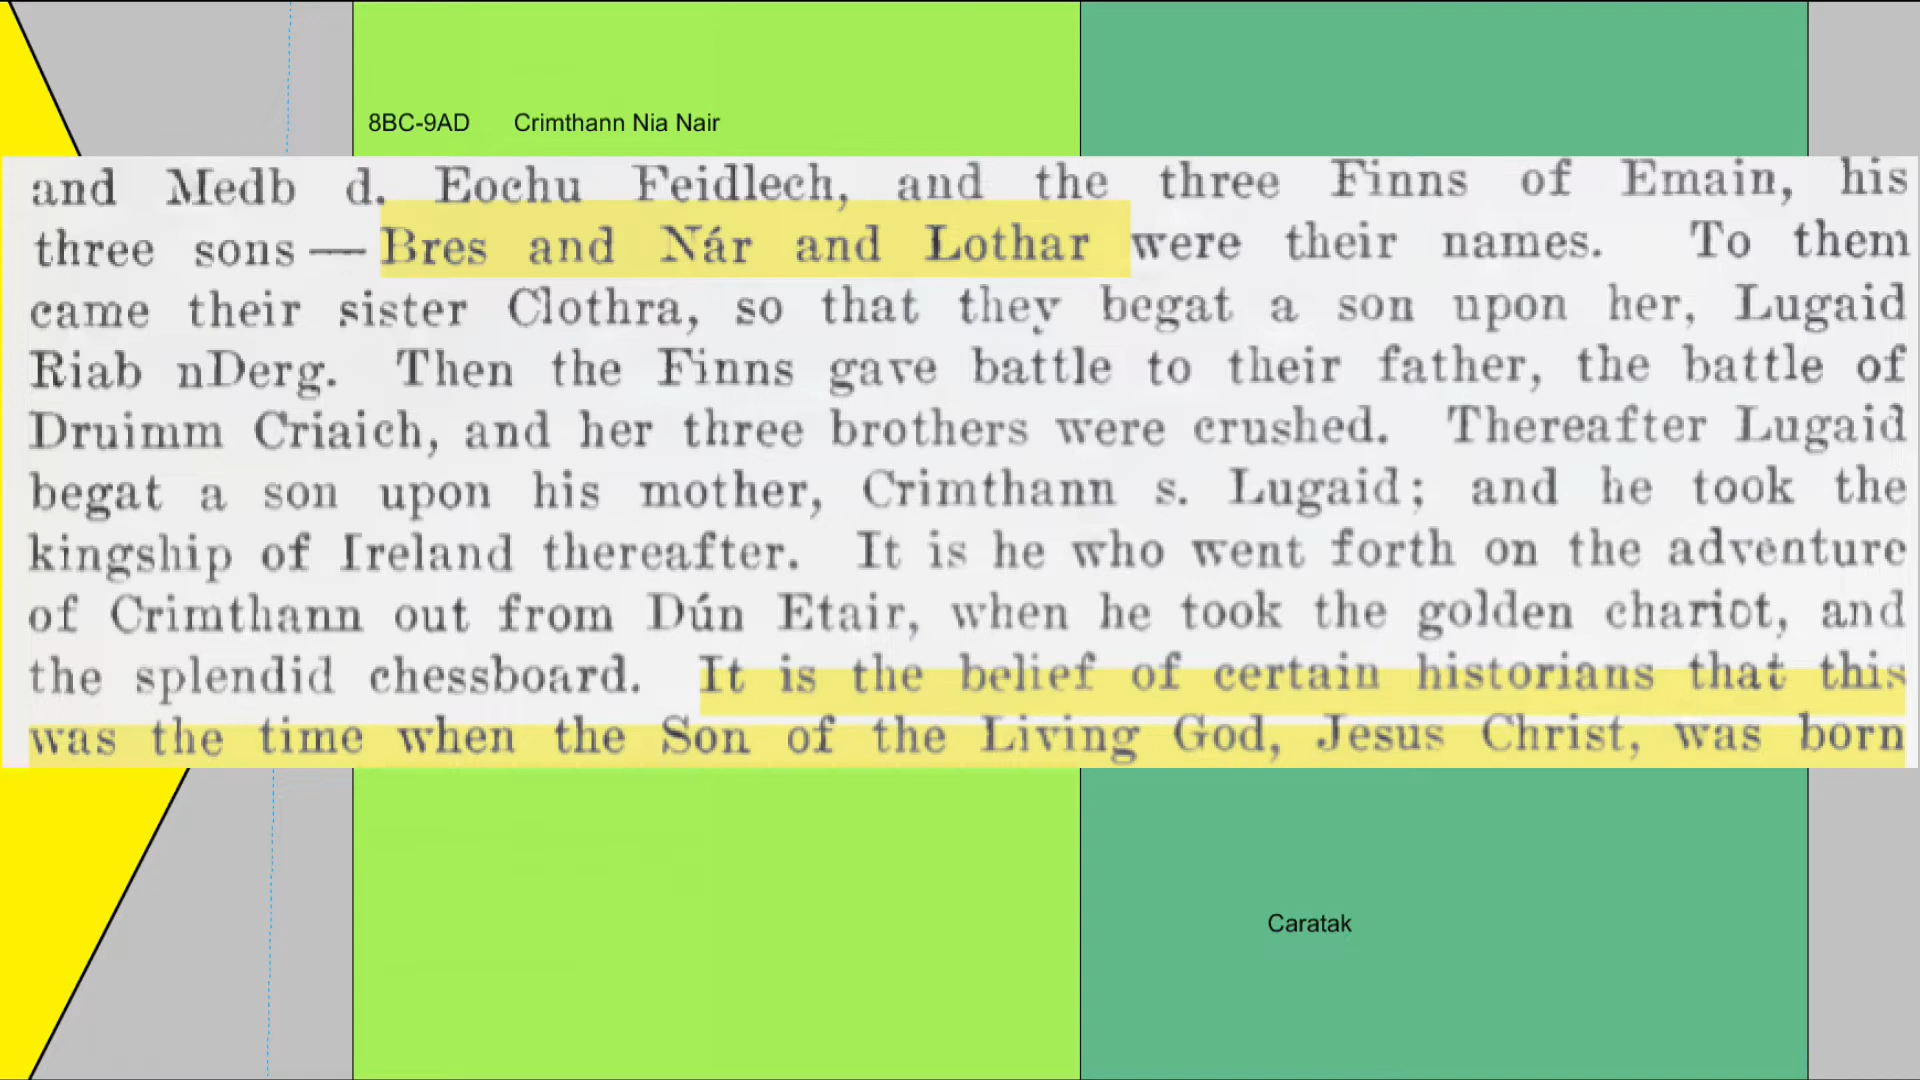 8BC-9AD Crimthann Nia Nair
and Medb d. Eochu Feidlech, and the three Finns of Emain, his
three sons — Bres and Nár and Lothar were their names. To them
came their sister Clothra, so that they begat a son upon her, Lugaid
Riab nDerg. Then the Finns gave battle to their father, the battle of
Druimm Criaich, and her three brothers were crushed. Thereafter Lugaid
begat a son upon his mother, Crimthann s. Lugaid; and he took the
kingship of Ireland thereafter. It is he who went forth on the adventure
of Crimthann out from Dún Etair, when he took the golden chariot, and
the splendid chessboard. It is the belief of certain historians that this
was the time when the Son of the Living God, Jesus Christ, was born
Caratak